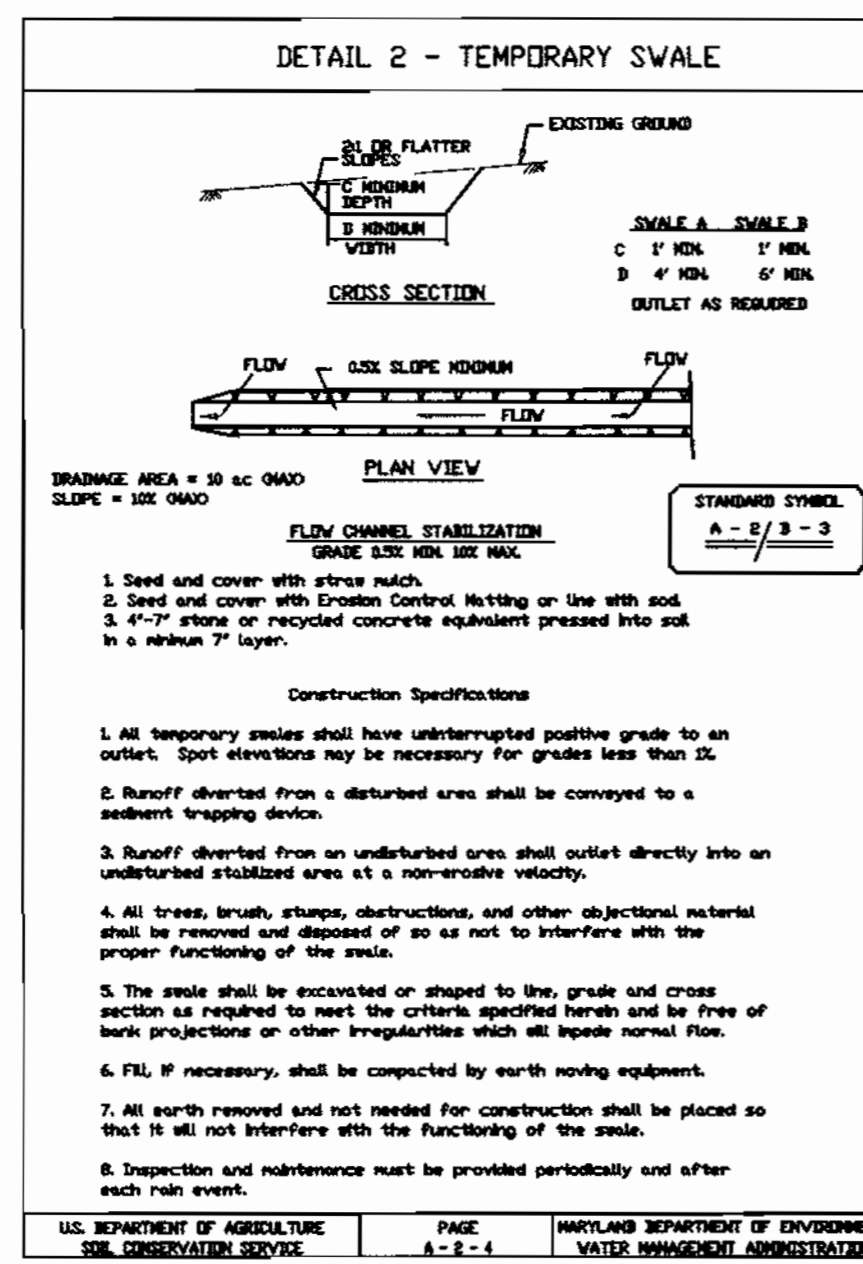 DETAIL 2 - TEMPORARY SWALE
EXISTING GROUND
2:1 OR FLATTER
SLOPES
C MINIMUM
DEPTH
D MINIMUM
WIDTH
CROSS SECTION
SWALE A SWALE B
C 1' MIN. 1' MIN.
D 4' MIN. 6' MIN.
OUTLET AS REQUIRED
FLOW 0.5% SLOPE MINIMUM FLOW
FLOW
PLAN VIEW
DRAINAGE AREA = 10 ac (MAX)
SLOPE = 10% (MAX)
STANDARD SYMBOL
A - 2 / B - 3
FLOW CHANNEL STABILIZATION
GRADE 0.5% MIN. 10% MAX.
1. Seed and cover with straw mulch.
2. Seed and cover with Erosion Control Matting or line with sod.
3. 4"-7" stone or recycled concrete equivalent pressed into soil
in a minimum 7" layer.
Construction Specifications
1. All temporary swales shall have uninterrupted positive grade to an
outlet. Spot elevations may be necessary for grades less than 1%.
2. Runoff diverted from a disturbed area shall be conveyed to a
sediment trapping device.
3. Runoff diverted from an undisturbed area shall outlet directly into an
undisturbed stabilized area at a non-erosive velocity.
4. All trees, brush, stumps, obstructions, and other objectional material
shall be removed and disposed of so as not to interfere with the
proper functioning of the swale.
5. The swale shall be excavated or shaped to line, grade and cross
section as required to meet the criteria specified herein and be free of
bank projections or other irregularities which will impede normal flow.
6. Fill, if necessary, shall be compacted by earth moving equipment.
7. All earth removed and not needed for construction shall be placed so
that it will not interfere with the functioning of the swale.
8. Inspection and maintenance must be provided periodically and after
each rain event.
U.S. DEPARTMENT OF AGRICULTURE
SOIL CONSERVATION SERVICE
PAGE
A - 2 - 4
MARYLAND DEPARTMENT OF ENVIRONME
WATER MANAGEMENT ADMINISTRATIO